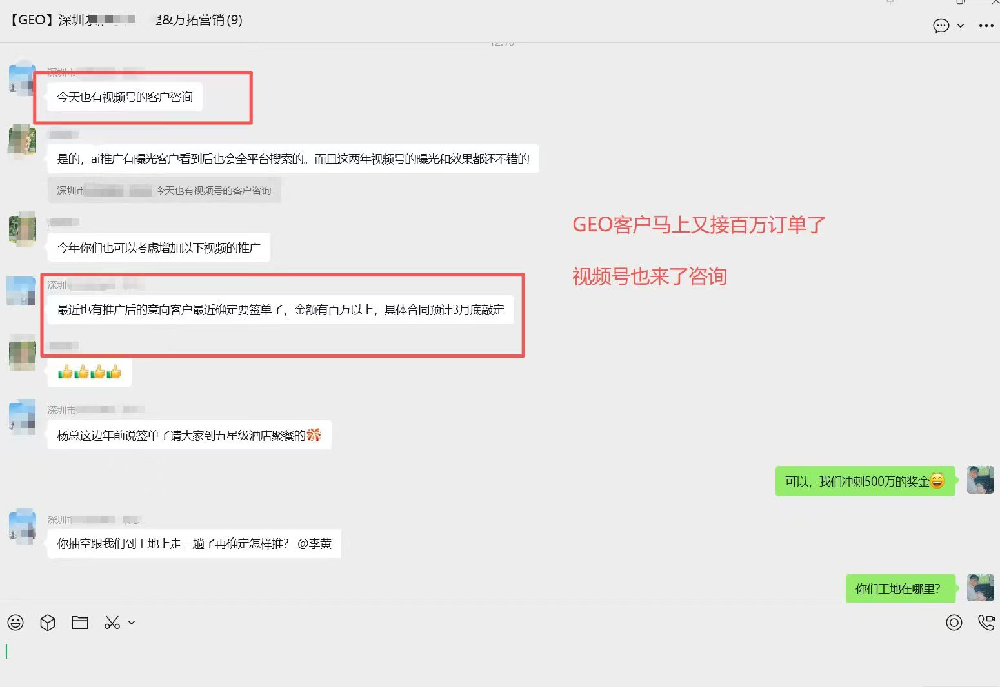 【GEO】深圳 &万拓营销(9)
12:10
深圳市
今天也有视频号的客户咨询
是的，ai推广有曝光客户看到后也会全平台搜索的。而且这两年视频号的曝光和效果都还不错的
深圳市 今天也有视频号的客户咨询
GEO客户马上又接百万订单了
今年你们也可以考虑增加以下视频的推广
视频号也来了咨询
深圳
最近也有推广后的意向客户最近确定要签单了，金额有百万以上，具体合同预计3月底敲定
👍👍👍👍
深圳市
杨总这边年前说签单了请大家到五星级酒店聚餐的
可以，我们冲刺500万的奖金😄
深圳
你抽空跟我们到工地上走一趟了再确定怎样推？ @李黄
你们工地在哪里？